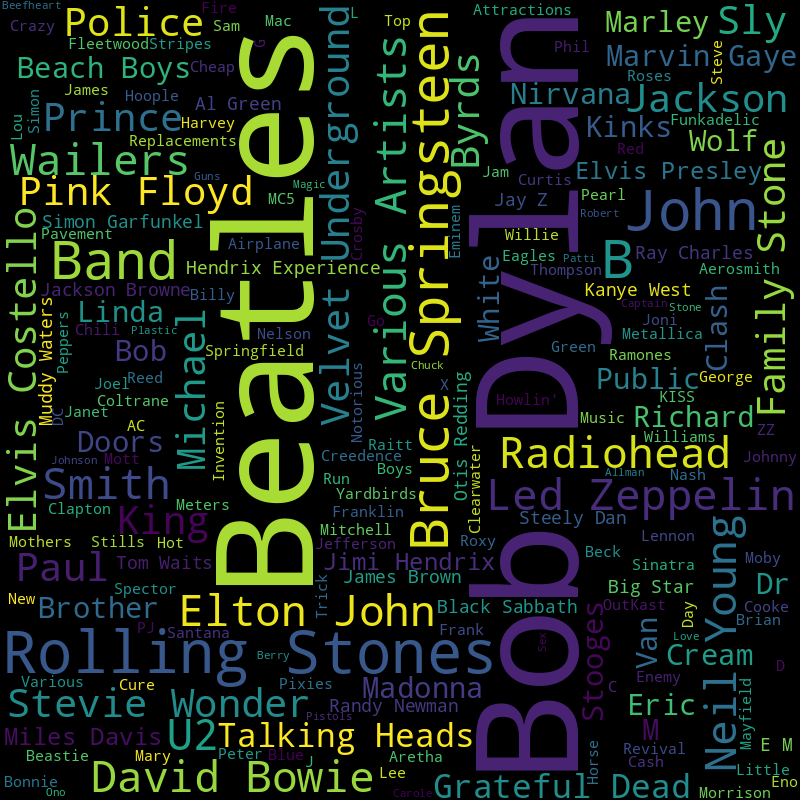 Beefheart
Fire
L
Attractions
Crazy
Police
Sam
Mac
Top
Marley
Sly
Fleetwood
Stripes
G
Phil
Steve
Beach Boys
Cheap
Marvin Gaye
James
Hoople
Al Green
Nirvana
Roses
Jackson
Lou
Simon
Prince
Harvey
Byrds
Kinks
Funkadelic
Wailers
Replacements
Red
Wolf
Guns
Magic
Jam
Curtis
Elvis Presley
Pink Floyd
MC5
Jay Z
Pearl
John
Family Stone
Simon Garfunkel
Crosby
Eminem
Robert
Pavement
Airplane
Willie
Band
Hendrix Experience
Eagles
Patti
B
Ray Charles
Thompson
Aerosmith
Jackson Browne
Billy
Kanye West
Elvis Costello
Muddy Waters
Linda
Nelson
White
Captain
Stone
Chili
Plastic
Go
Joni
Clash
Peppers
Bob
Michael
Springfield
Green
Metallica
Beatles
Velvet Underground
Various Artists
Bruce Springsteen
Bob Dylan
Ramones
Joel
Reed
Chuck
Public
George
Janet
Coltrane
X
Howlin'
KISS
DC
AC
Notorious
Otis Redding
Music
Richard
Doors
Invention
Raitt
Williams
ZZ
Johnson
Mott
Creedence
Boys
Radiohead
Johnny
Smith
Run
Clearwater
Allman
Nash
Yardbirds
Led Zeppelin
Clapton
King
Meters
Franklin
Steely Dan
Mothers
Stills
Hot
Mitchell
Jefferson
Roxy
Lennon
Paul
Tom Waits
Jimi Hendrix
Beck
Sinatra
Moby
Spector
Trick
James Brown
Big Star
Dr
New
Brother
Elton John
Black Sabbath
OutKast
Day
Cooke
PJ
Santana
Frank
Stooges
Van
Neil Young
Brian
Rolling Stones
Berry
Sex
Love
Cream
D
Various
Cure
Pixies
Madonna
C
Enemy
Stevie Wonder
Pistols
Randy Newman
Eric
Mayfield
Miles Davis
U2
Talking Heads
M
E M
Beastie
Mary
Blue
Peter
J
Aretha
Horse
Revival
Cash
Little
Bonnie
Ono
David Bowie
Lee
Carole
Grateful Dead
Morrison
Eno